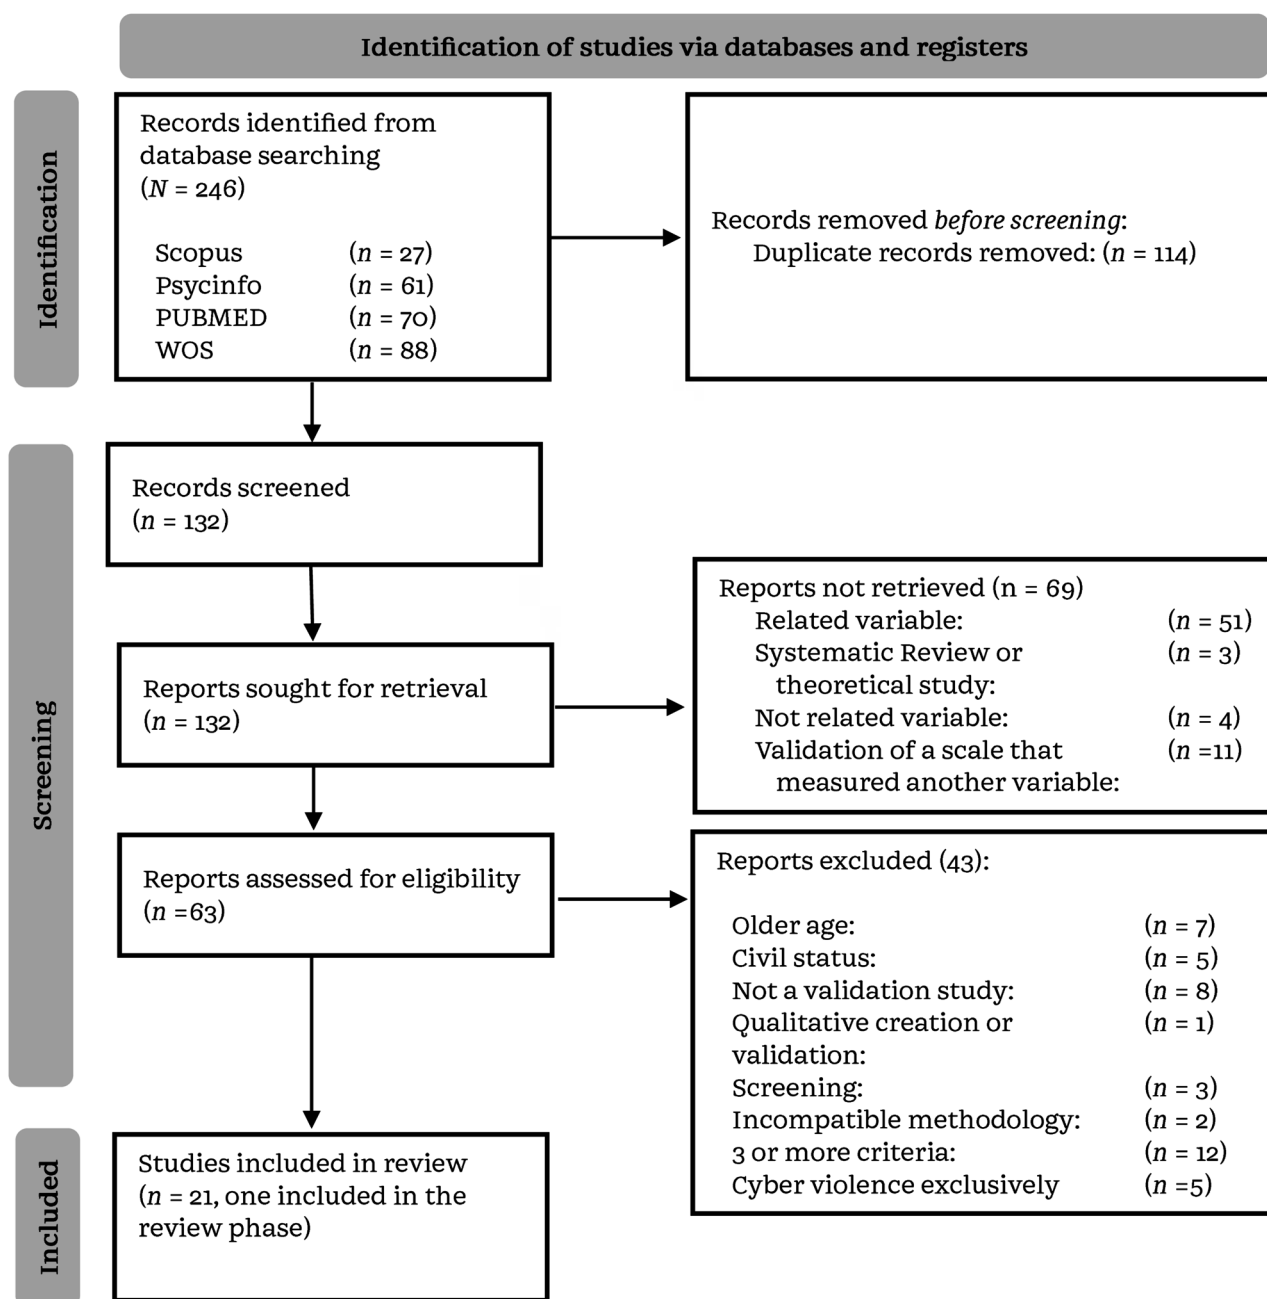 Identification of studies via databases and registers
Identification
Records identified from
database searching
(N = 246)
Scopus (n = 27)
Psycinfo (n = 61)
PUBMED (n = 70)
WOS (n = 88)
Records removed before screening:
Duplicate records removed: (n = 114)
Screening
Records screened
(n = 132)
Reports sought for retrieval
(n = 132)
Reports not retrieved (n = 69)
Related variable: (n = 51)
Systematic Review or (n = 3)
theoretical study:
Not related variable: (n = 4)
Validation of a scale that (n =11)
measured another variable:
Reports assessed for eligibility
(n =63)
Reports excluded (43):
Older age: (n = 7)
Civil status: (n = 5)
Not a validation study: (n = 8)
Qualitative creation or (n = 1)
validation:
Screening: (n = 3)
Incompatible methodology: (n = 2)
3 or more criteria: (n = 12)
Cyber violence exclusively (n =5)
Included
Studies included in review
(n = 21, one included in the
review phase)